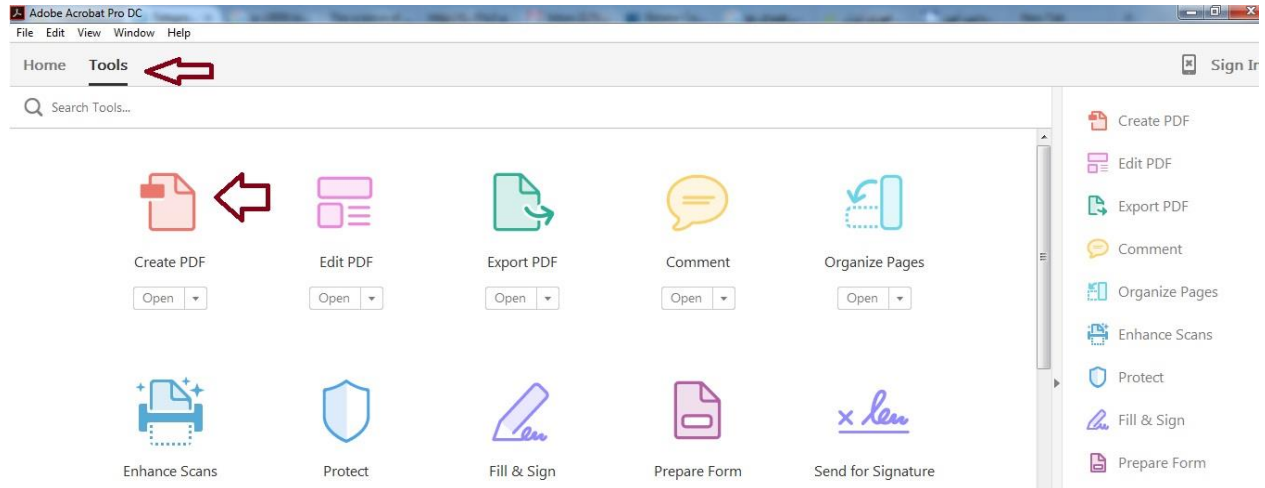 Adobe Acrobat Pro DC
File Edit View Window Help
Home Tools Sign In
Search Tools...
Create PDF Edit PDF Export PDF Comment Organize Pages
Open Open Open Open Open
Enhance Scans Protect Fill & Sign Prepare Form Send for Signature
Create PDF
Edit PDF
Export PDF
Comment
Organize Pages
Enhance Scans
Protect
Fill & Sign
Prepare Form